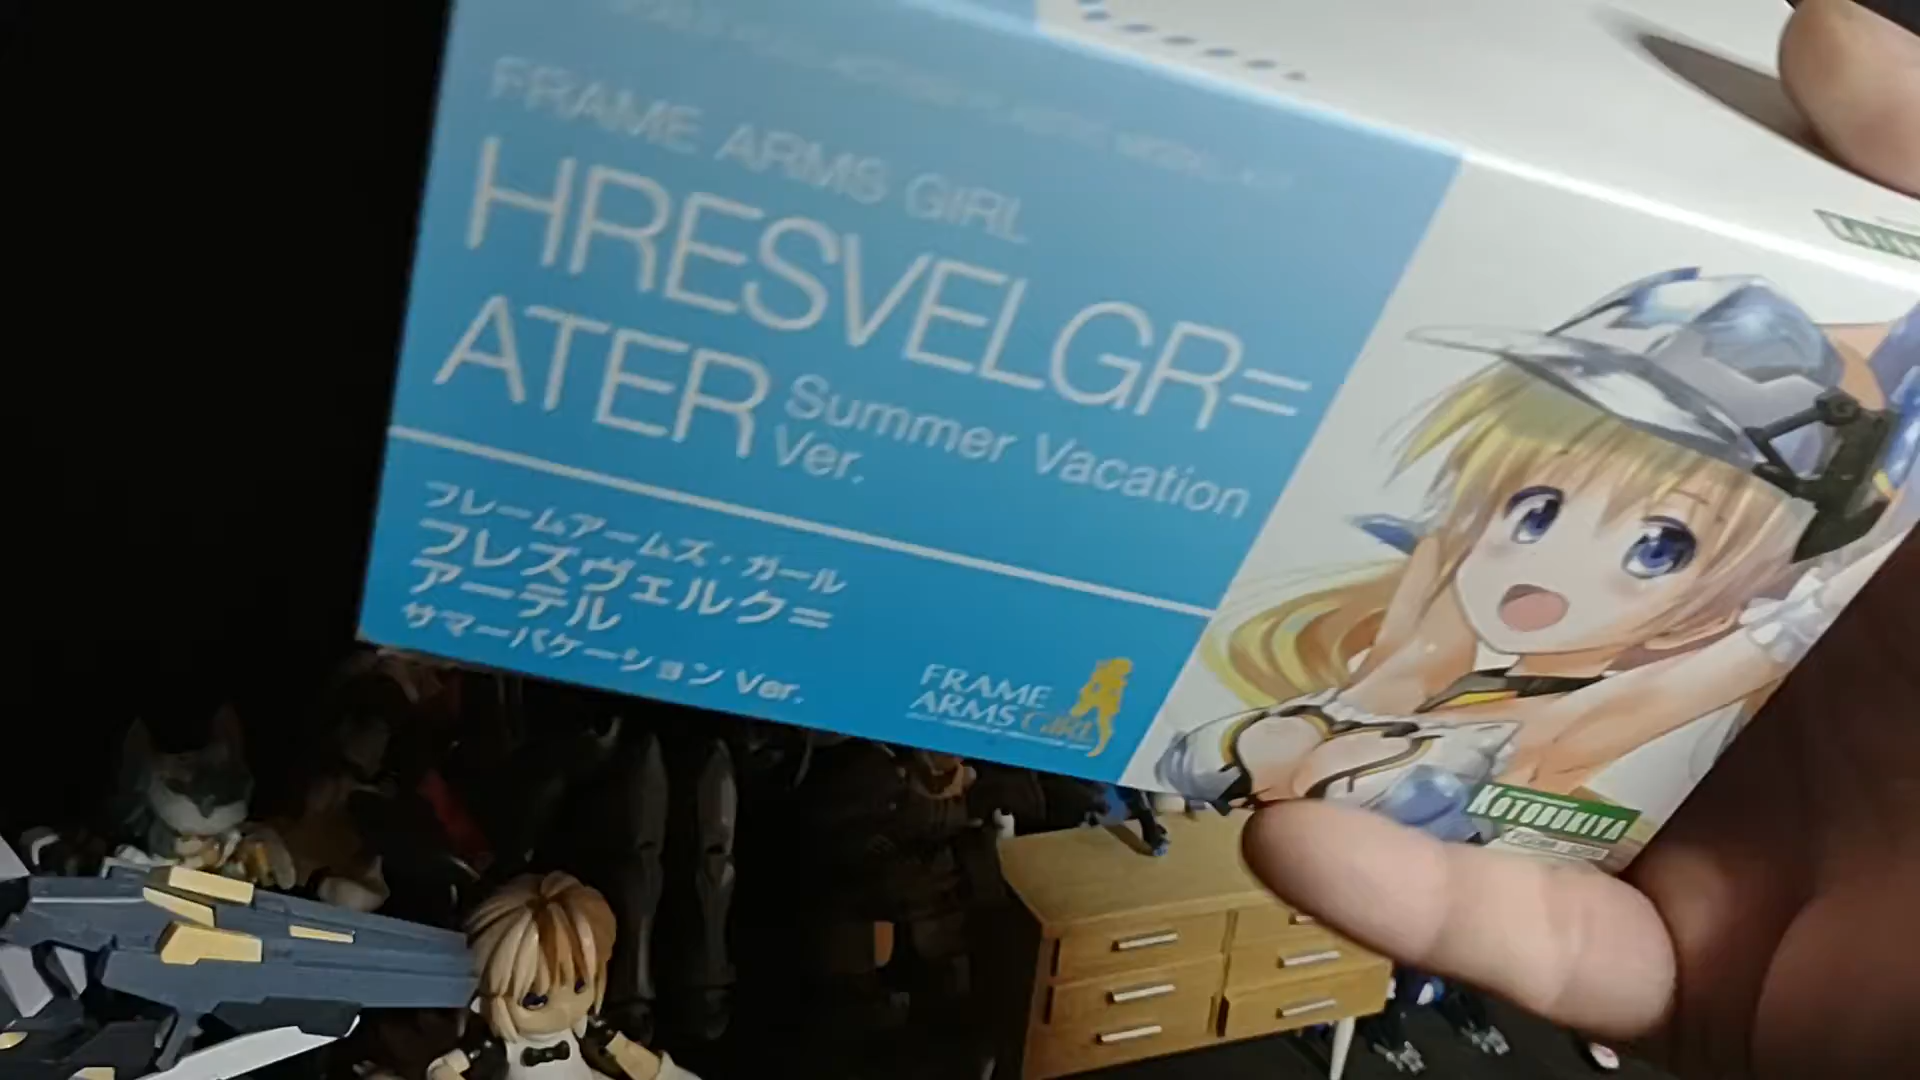 FRAME ARMS GIRL
HRESVELGR=
ATER Summer Vacation
Ver.
フレームアームズ・ガール
フレズヴェルク=
アーテル
サマーバケーション Ver.
FRAME
ARMS GIRL
KOTOBUKIYA